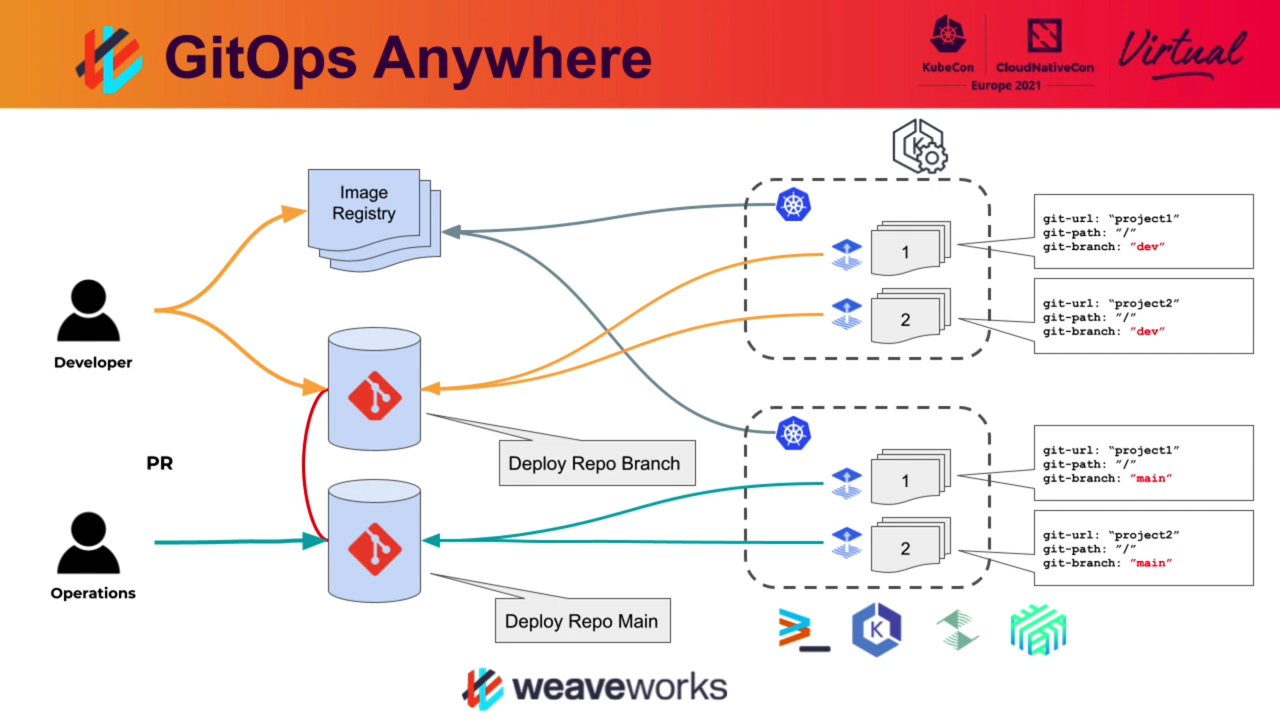 GitOps Anywhere
KubeCon
CloudNativeCon
Europe 2021
Virtual
Image
Registry
Developer
PR
Operations
Deploy Repo Branch
Deploy Repo Main
1
2
git-url: “project1”
git-path: ”/”
git-branch: ”dev”
git-url: “project2”
git-path: ”/”
git-branch: ”dev”
1
2
git-url: “project1”
git-path: ”/”
git-branch: ”main”
git-url: “project2”
git-path: ”/”
git-branch: ”main”
K
K
weaveworks